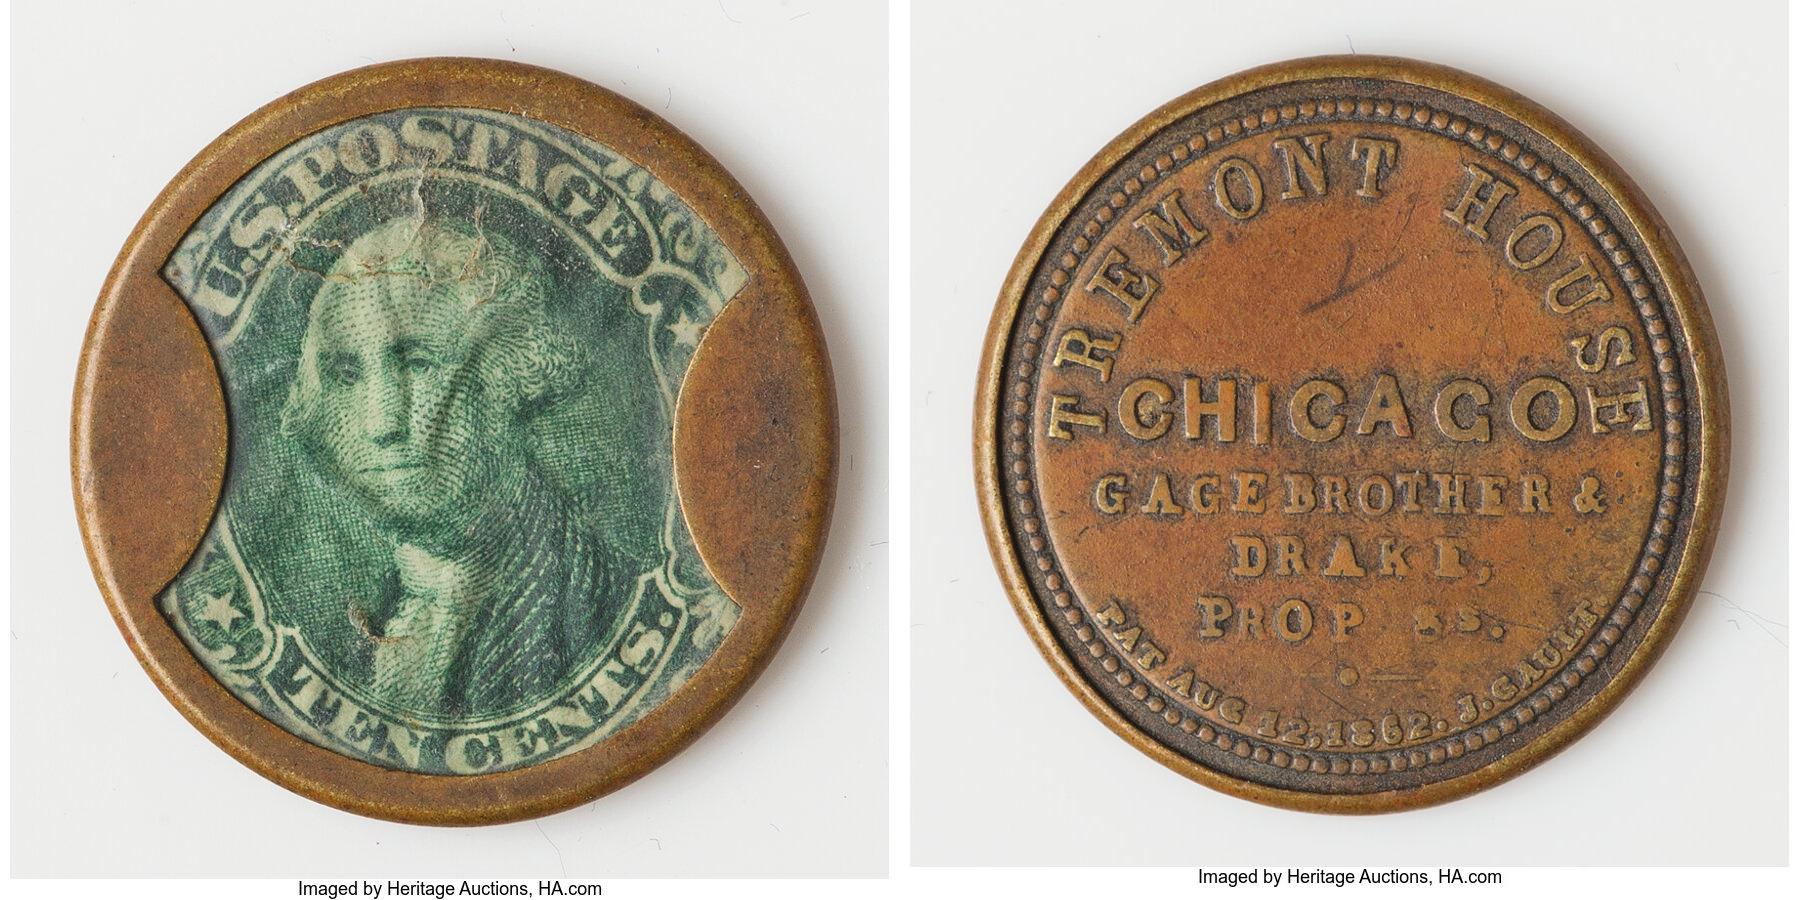 U.S. POSTAGE
TEN CENTS.
Imaged by Heritage Auctions, HA.com
TREMONT HOUSE
CHICAGO
GAGE BROTHER &
DRAKE,
PROP &s.
PAT AUG 12, 1862. J. GAULT.
Imaged by Heritage Auctions, HA.com